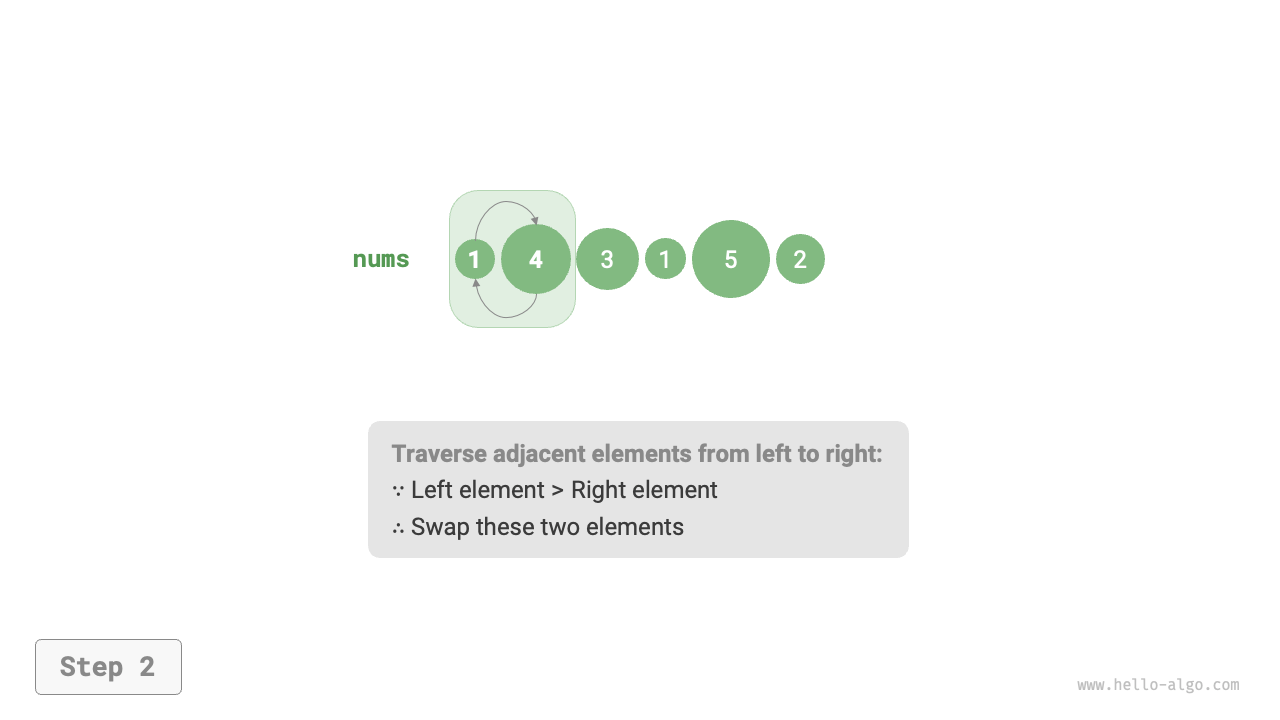 nums 1 4 3 1 5 2
Traverse adjacent elements from left to right:
∵ Left element > Right element
∴ Swap these two elements
Step 2
www.hello-algo.com